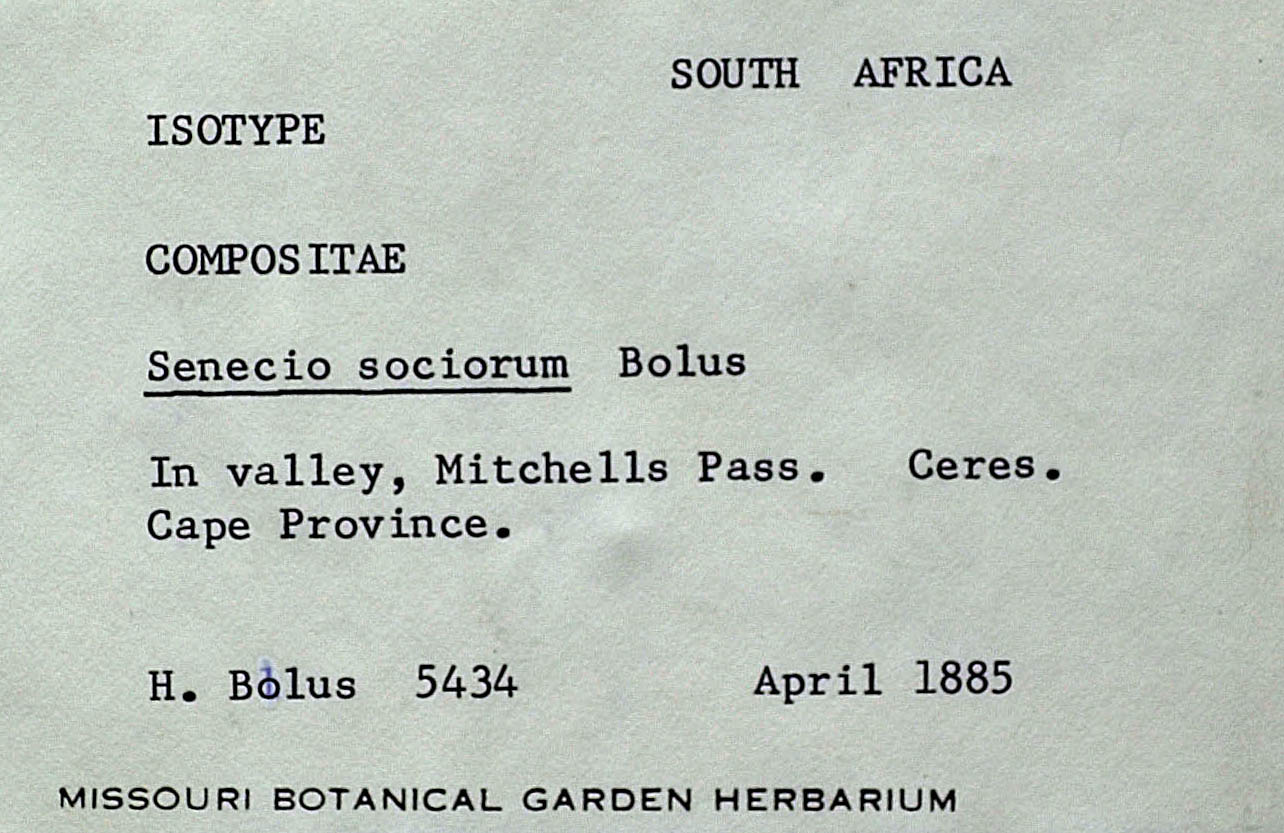 SOUTH AFRICA
ISOTYPE
COMPOSITAE
Senecio sociorum Bolus
In valley, Mitchells Pass. Ceres.
Cape Province.
H. Bolus 5434 April 1885
MISSOURI BOTANICAL GARDEN HERBARIUM